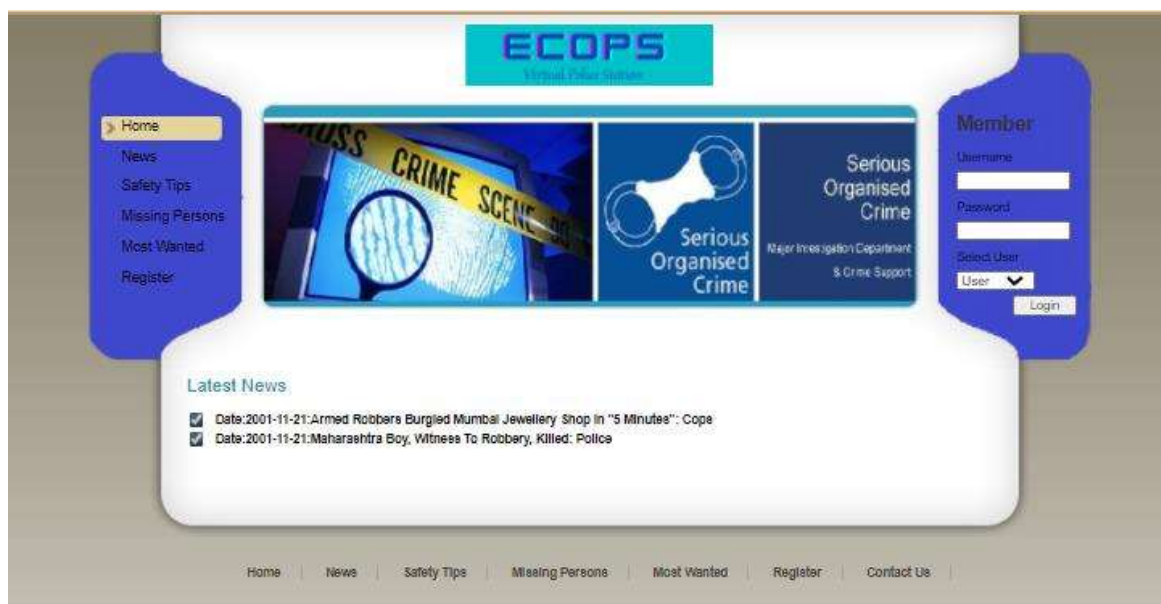 ECOPS
Virtual Police Station
Home
News
Safety Tips
Missing Persons
Most Wanted
Register
CROSS CRIME SCENE DO
Serious
Organised
Crime
Serious
Organised
Crime
Major Investigation Department
& Crime Support
Member
Username
Password
Select User
User
Login
Latest News
Date:2001-11-21:Armed Robbers Burgled Mumbai Jewellery Shop In "5 Minutes": Cops
Date:2001-11-21:Maharashtra Boy, Witness To Robbery, Killed: Police
Home | News | Safety Tips | Missing Persons | Most Wanted | Register | Contact Us |